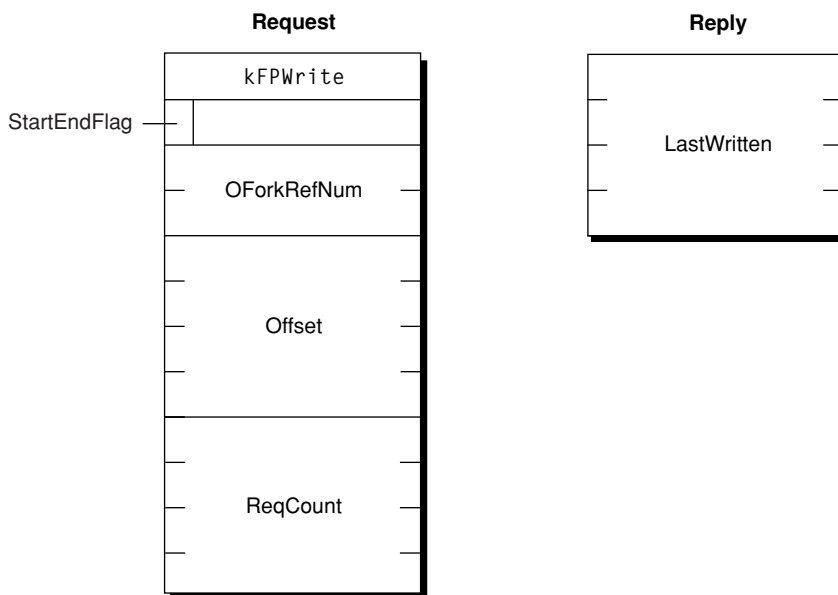 Request
kFPWrite
StartEndFlag
OForkRefNum
Offset
ReqCount
Reply
LastWritten